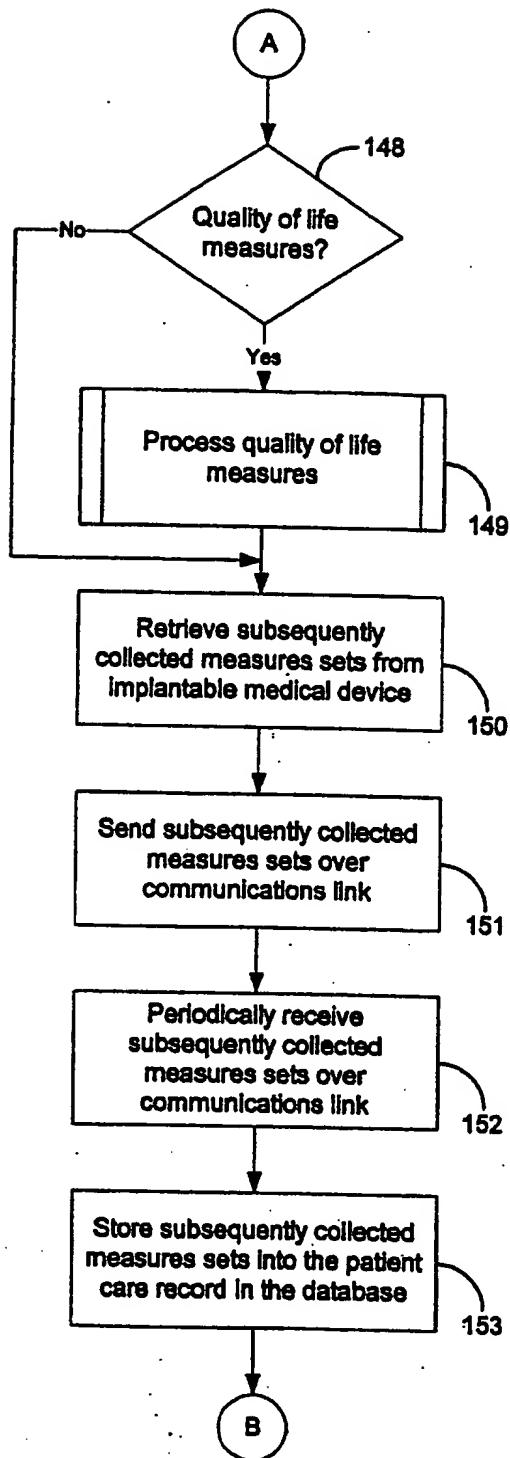 A
148
Quality of life
measures?
No
Yes
Process quality of life
measures
149
Retrieve subsequently
collected measures sets from
implantable medical device
150
Send subsequently collected
measures sets over
communications link
151
Periodically receive
subsequently collected
measures sets over
communications link
152
Store subsequently collected
measures sets into the patient
care record in the database
153
B